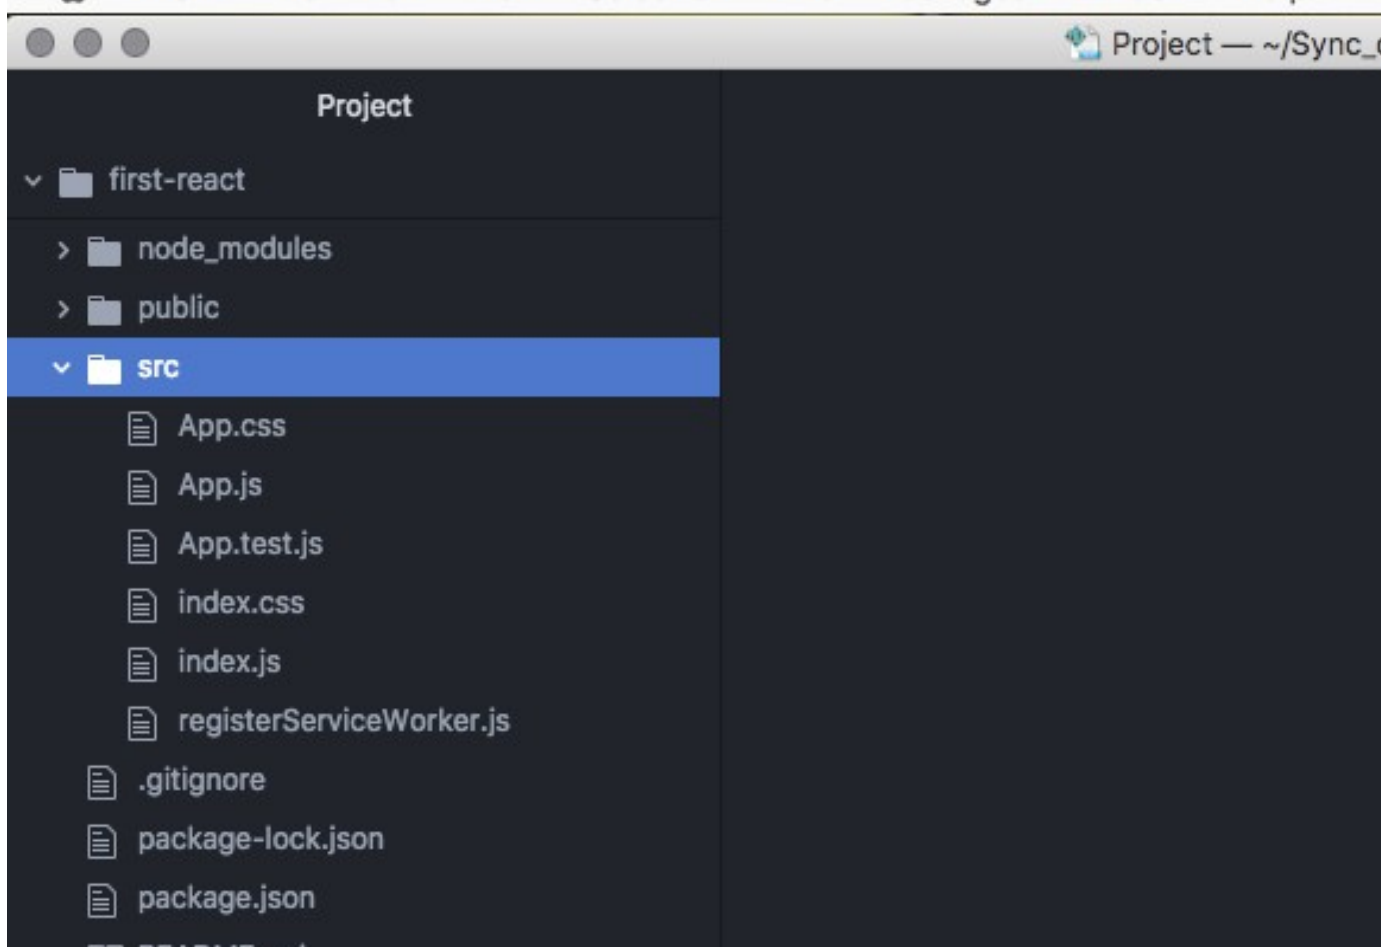 Project — ~/Sync_
Project
first-react
node_modules
public
src
App.css
App.js
App.test.js
index.css
index.js
registerServiceWorker.js
.gitignore
package-lock.json
package.json